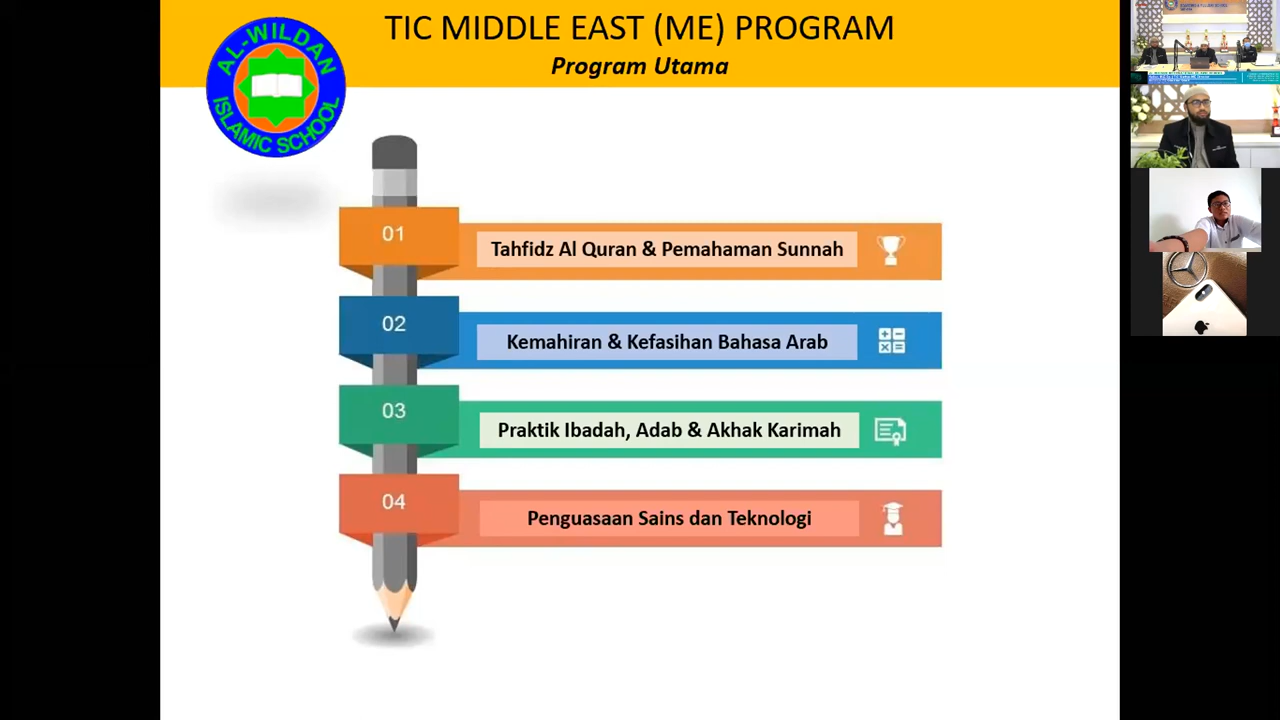 TIC MIDDLE EAST (ME) PROGRAM
Program Utama
AL-WILDAN
ISLAMIC SCHOOL
01
Tahfidz Al Quran & Pemahaman Sunnah
02
Kemahiran & Kefasihan Bahasa Arab
03
Praktik Ibadah, Adab & Akhak Karimah
04
Penguasaan Sains dan Teknologi